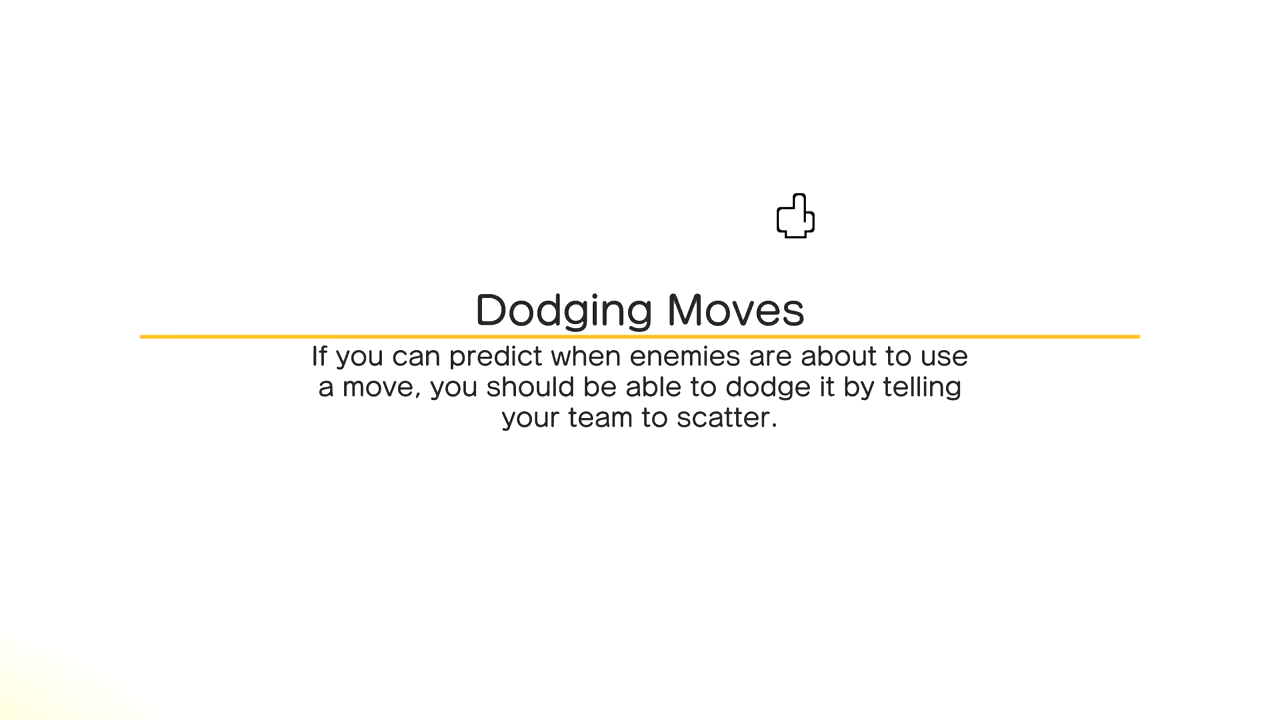 Dodging Moves
If you can predict when enemies are about to use
a move, you should be able to dodge it by telling
your team to scatter.